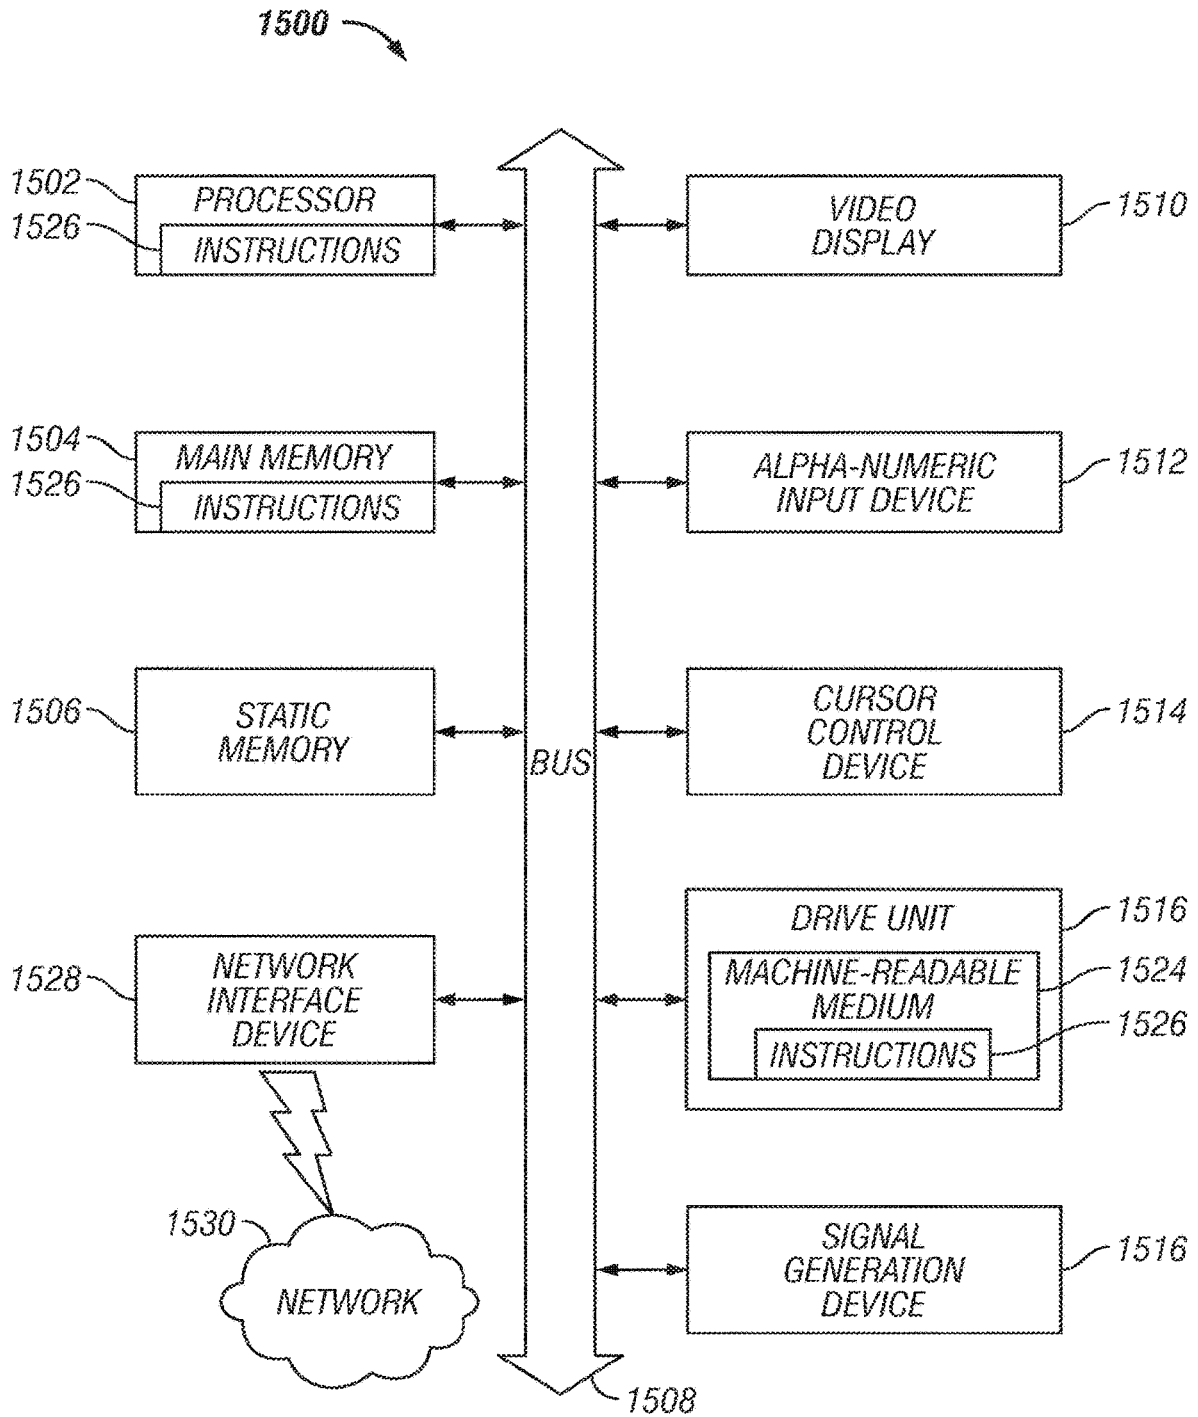 1500
1502
PROCESSOR
1526
INSTRUCTIONS
1504
MAIN MEMORY
1526
INSTRUCTIONS
1506
STATIC
MEMORY
1528
NETWORK
INTERFACE
DEVICE
1530
NETWORK
BUS
1508
VIDEO
DISPLAY
1510
ALPHA-NUMERIC
INPUT DEVICE
1512
CURSOR
CONTROL
DEVICE
1514
DRIVE UNIT
1516
MACHINE-READABLE
MEDIUM
1524
INSTRUCTIONS
1526
SIGNAL
GENERATION
DEVICE
1516